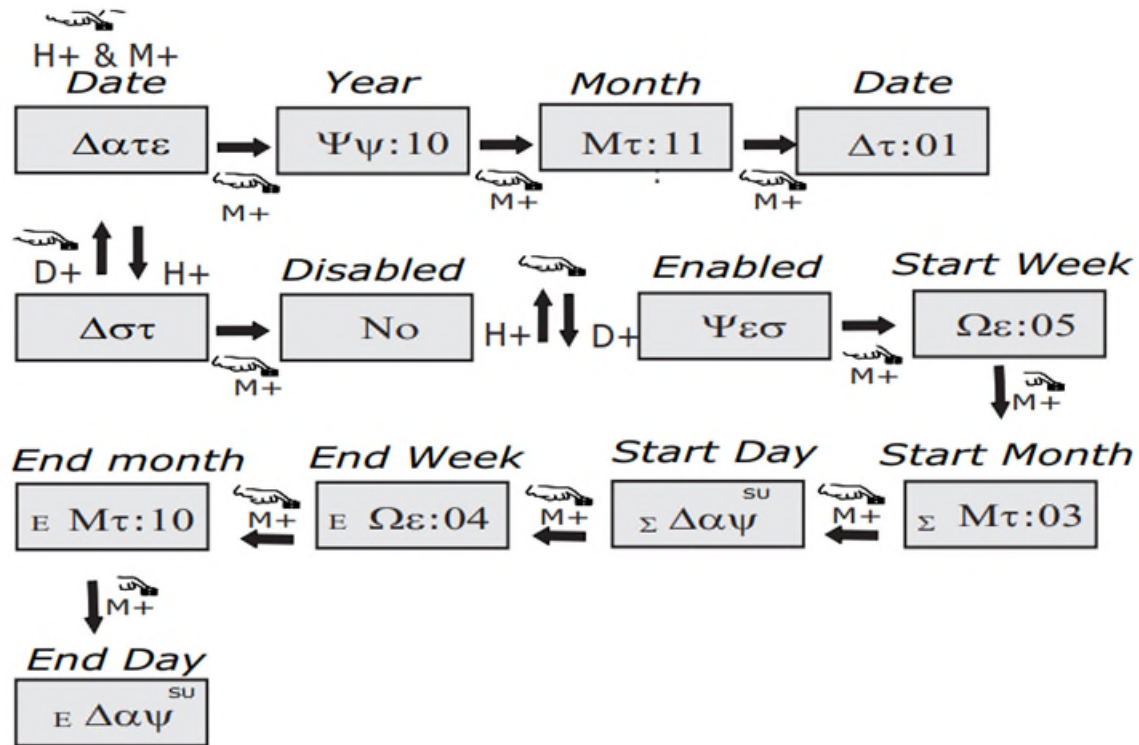 H+ & M+
Date Year Month Date
Δατε Ψψ:10 Μτ:11 Δτ:01
M+ M+ M+
D+ H+ Disabled Enabled Start Week
Δστ Νο H+ D+ Ψεσ Ωε:05
M+ M+ M+
End month End Week Start Day Start Month
Ε Μτ:10 M+ Ε Ωε:04 M+ Σ Δαψ SU M+ Σ Μτ:03
M+
End Day
Ε Δαψ SU